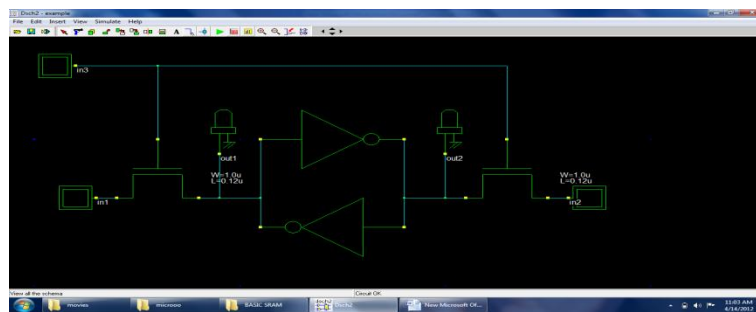 Dsch2 - example
File Edit Insert View Simulate Help
in3
out1
out2
W=1.0u
L=0.12u
W=1.0u
L=0.12u
in1
in2
View all the schema
Circuit OK
movies
microoo
BASIC SRAM
Dsch2
New Microsoft Of...
11:03 AM
4/14/2012